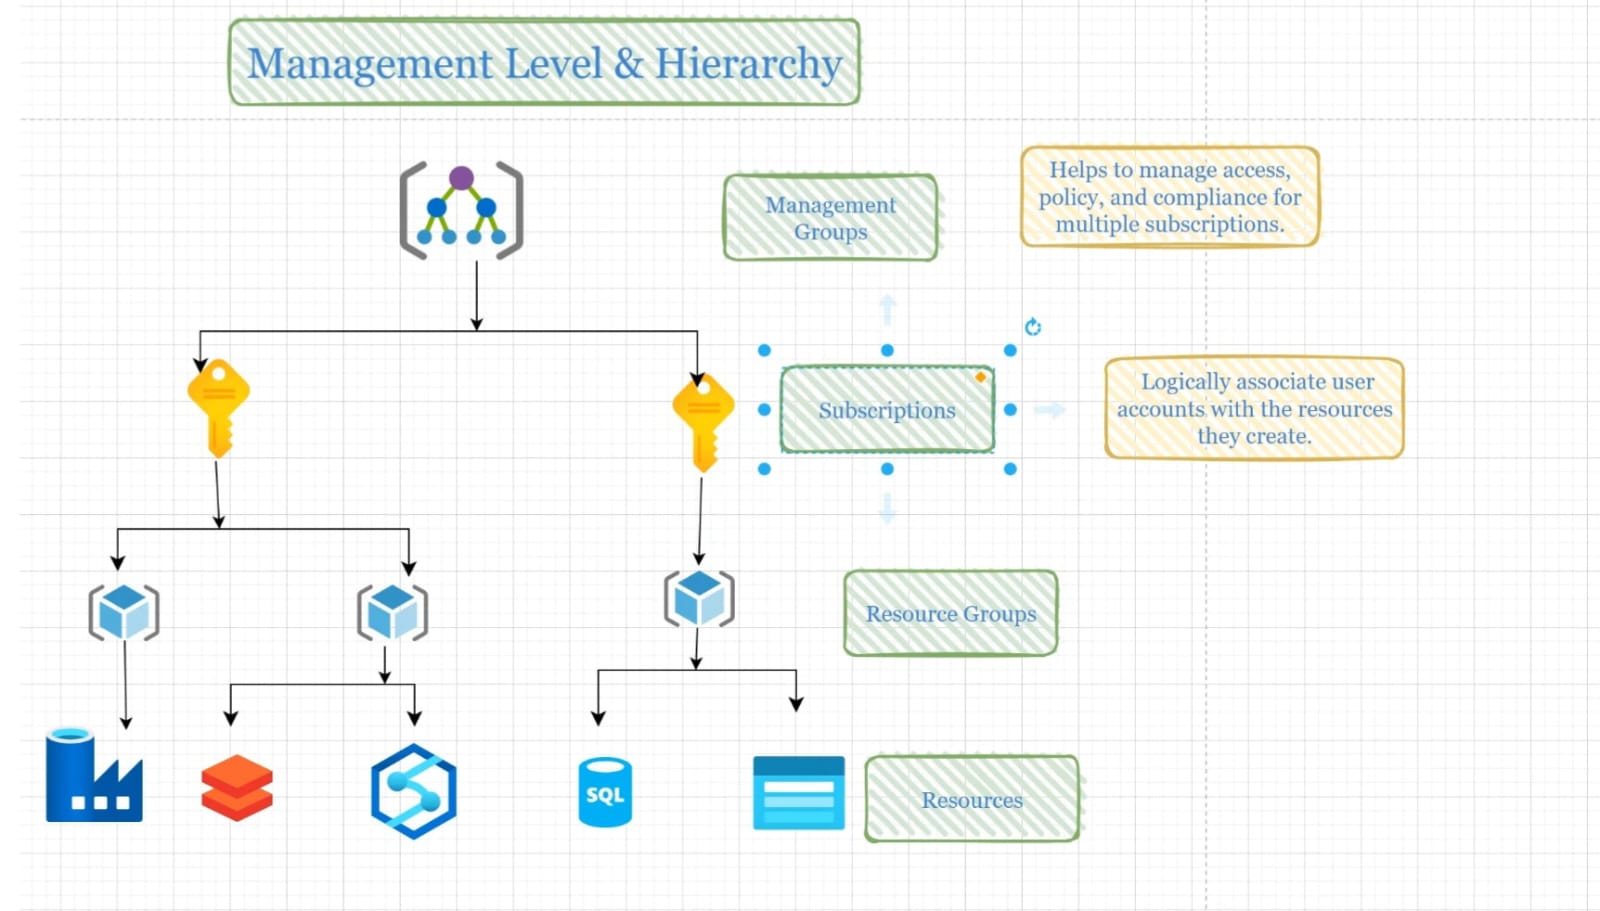 Management Level & Hierarchy
Management
Groups
Helps to manage access,
policy, and compliance for
multiple subscriptions.
Subscriptions
Logically associate user
accounts with the resources
they create.
Resource Groups
SQL
Resources